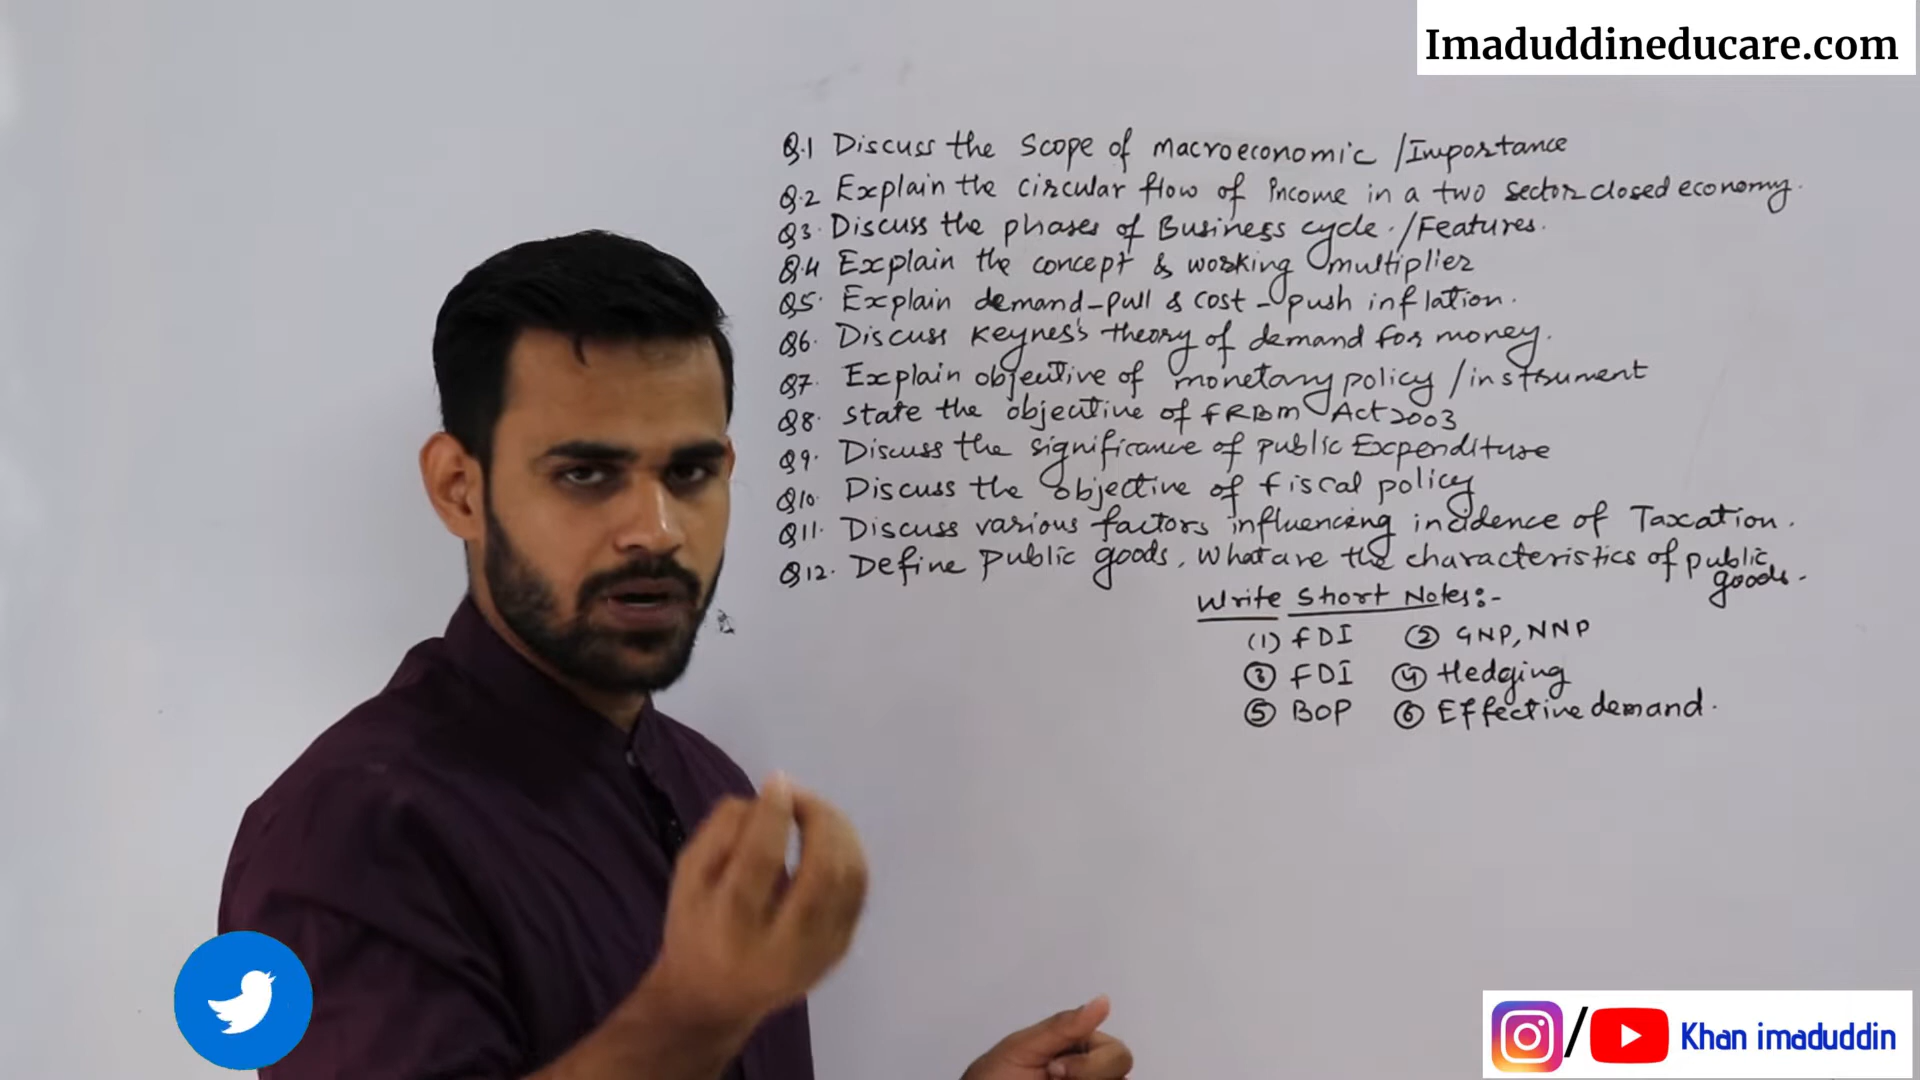 Imaduddineducare.com
Q.1 Discuss the Scope of macroeconomic /Importance
Q.2 Explain the circular flow of income in a two sector closed economy.
Q3. Discuss the phases of Business cycle./Features.
Q.4 Explain the concept & working multiplier
Q5. Explain demand-pull & cost-push inflation.
Q6. Discuss Keyness's theory of demand for money.
Q7. Explain objective of monetary policy /instrument
Q8. State the objective of FRBM Act 2003
Q9. Discuss the significance of public Expenditure
Q10. Discuss the objective of fiscal policy
Q11. Discuss various factors influencing incidence of Taxation.
Q12. Define Public goods. What are the characteristics of public
goods.
Write Short Notes:-
(1) FDI (2) GNP, NNP
(3) FDI (4) Hedging
(5) BOP (6) Effective demand.
/ Khan imaduddin